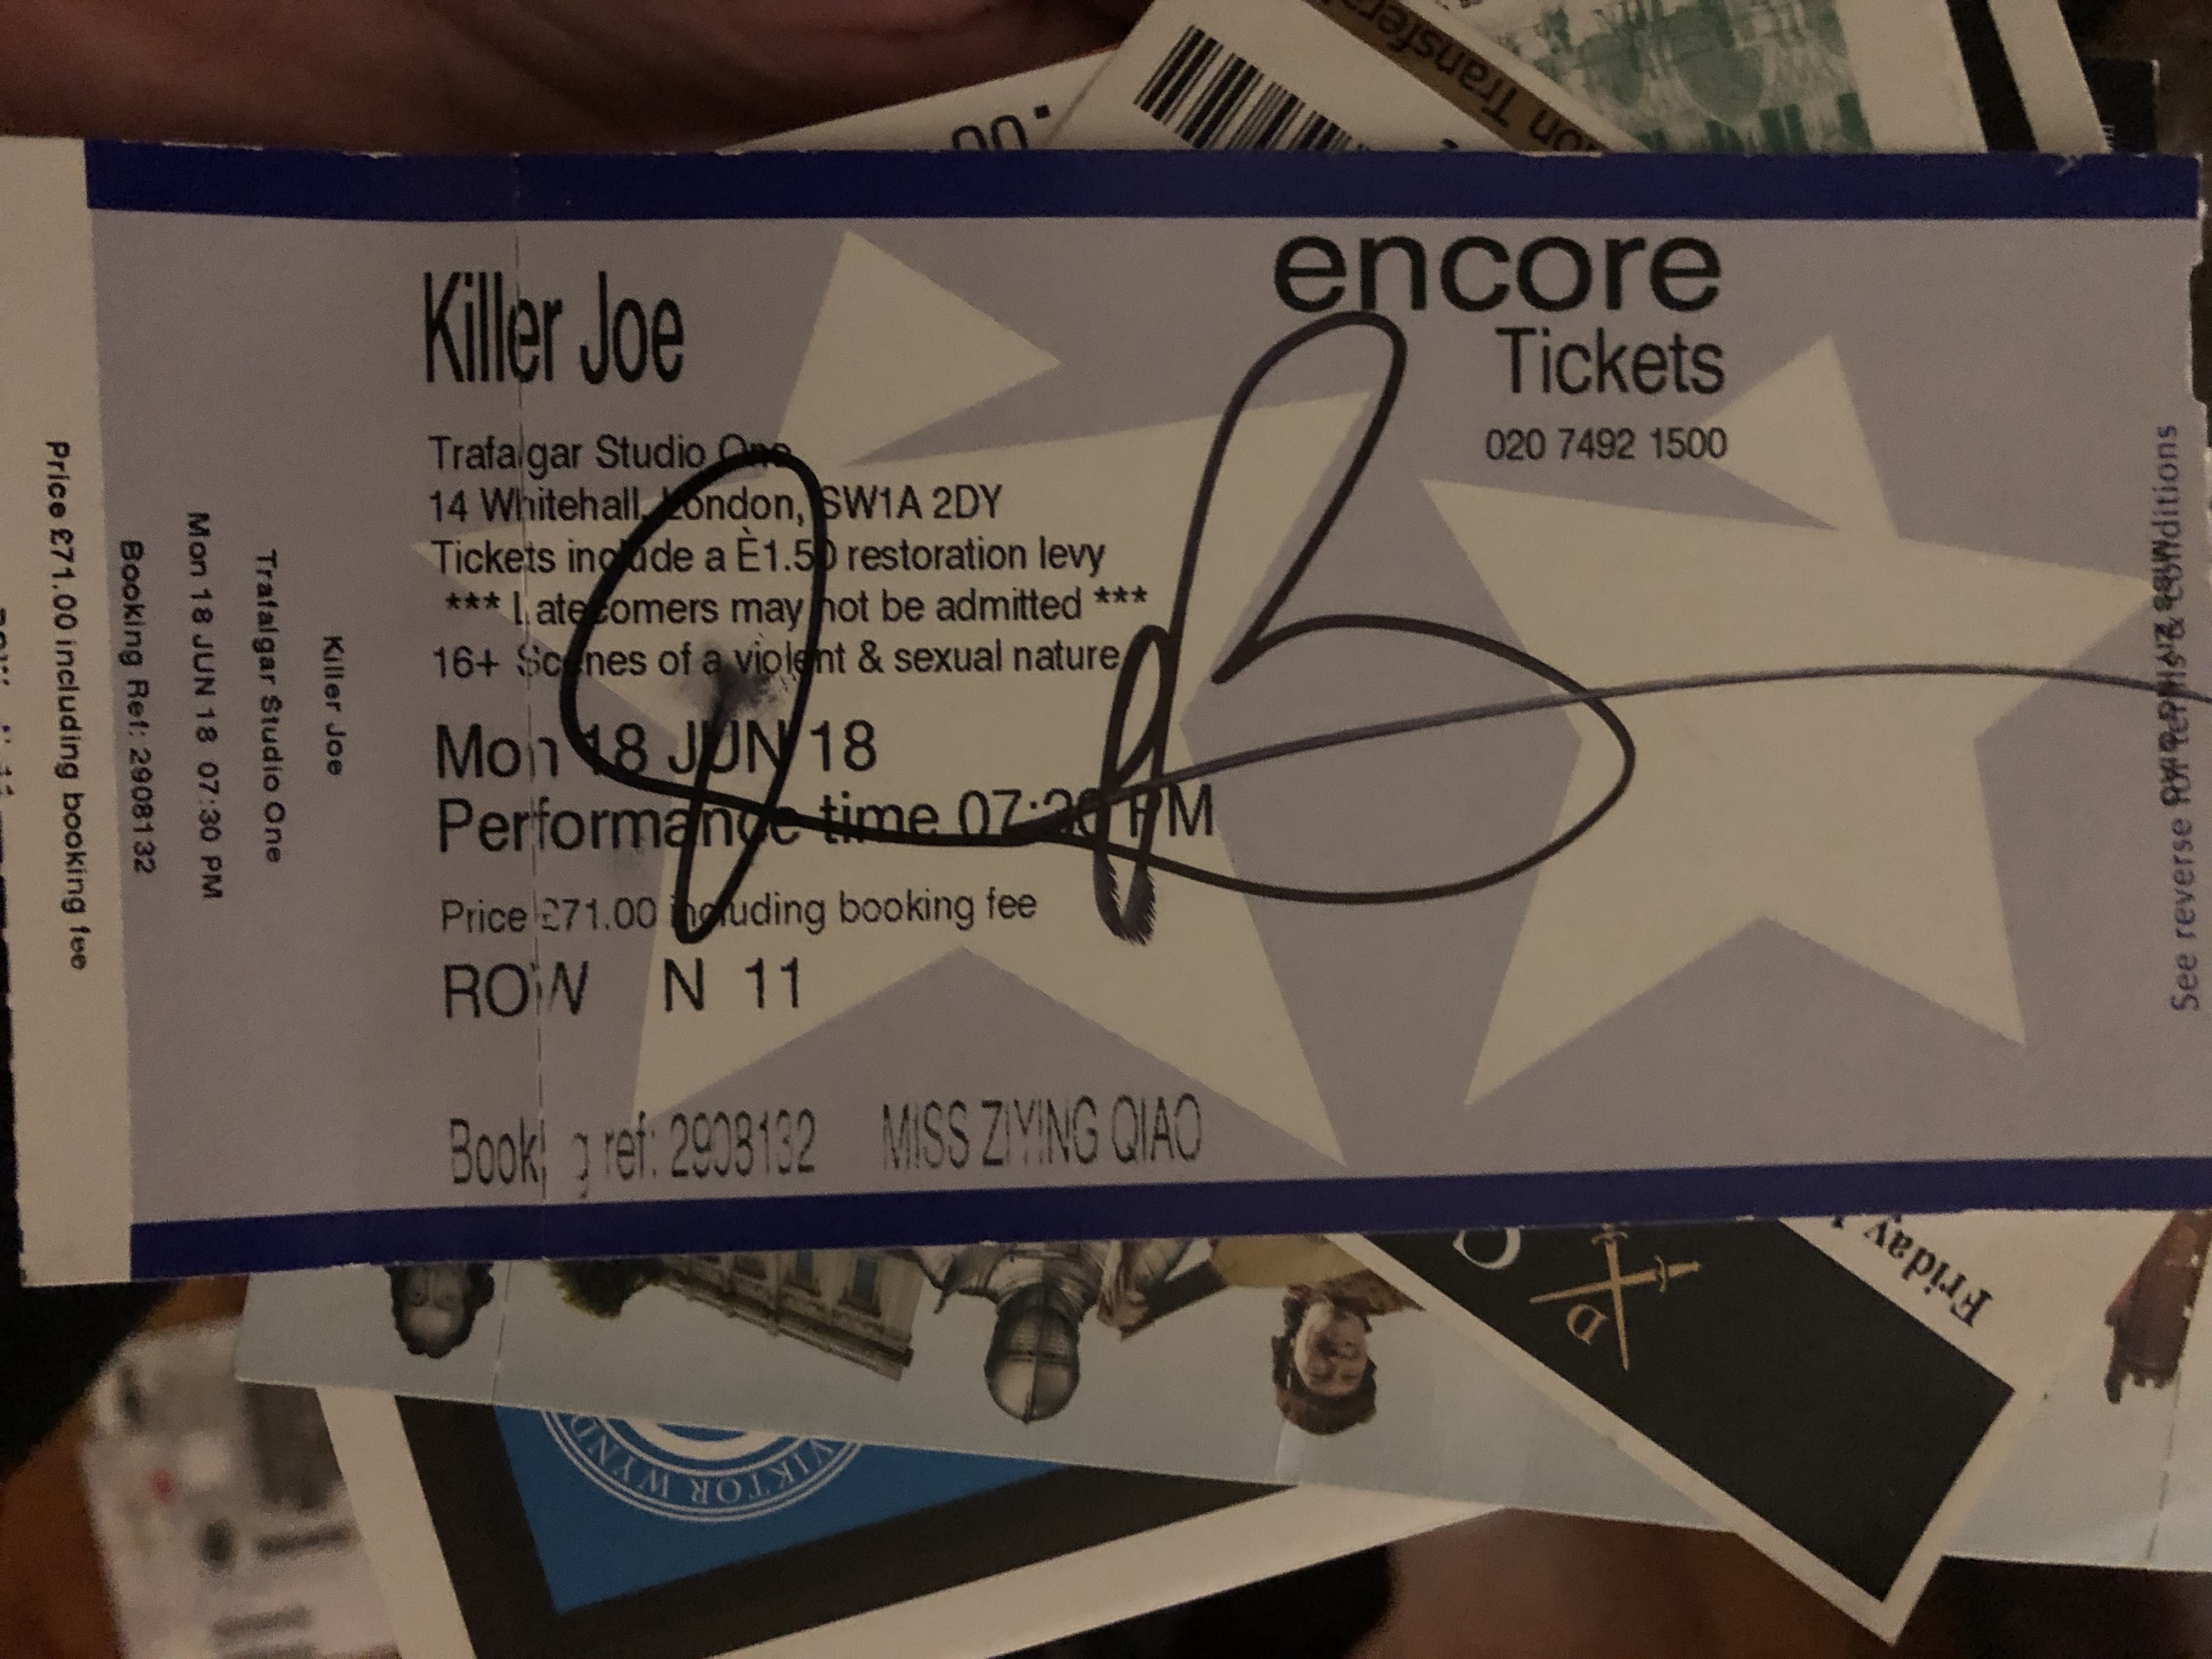 encore
Tickets
020 7492 1500
Killer Joe
Trafalgar Studio One
14 Whitehall, London, SW1A 2DY
Tickets include a È1.50 restoration levy
*** Latecomers may not be admitted ***
16+ Scenes of a violent & sexual nature
Mon 18 JUN 18
Performance time 07:30 PM
Price £71.00 including booking fee
ROW N 11
Booking ref: 2908132 MISS ZIYING QIAO
Killer Joe
Trafalgar Studio One
Mon 18 JUN 18 07:30 PM
Booking Ref: 2908132
Price £71.00 including booking fee
See reverse for terms & conditions
on Transfer
Friday
C
D
VIKTOR WYND